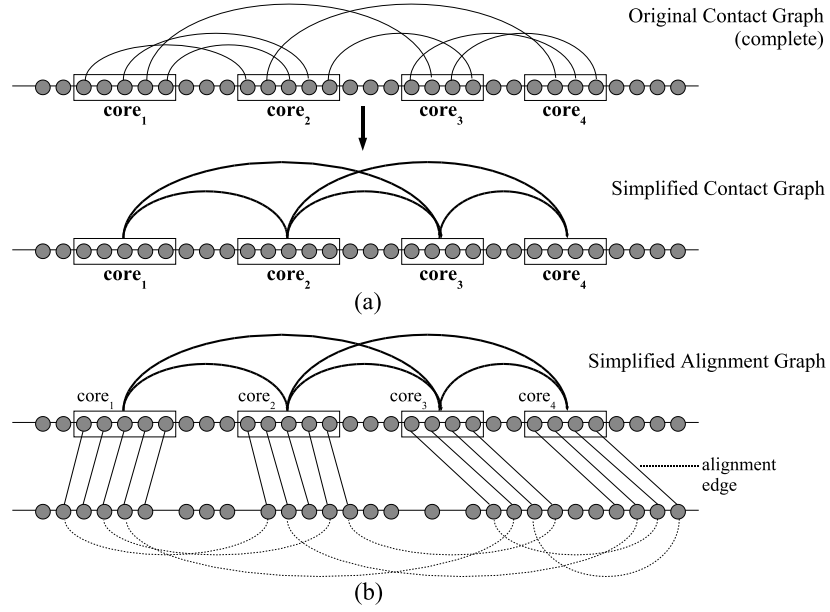 Original Contact Graph
(complete)
core1 core2 core3 core4
Simplified Contact Graph
core1 core2 core3 core4
(a)
Simplified Alignment Graph
core1 core2 core3 core4
alignment
edge
(b)